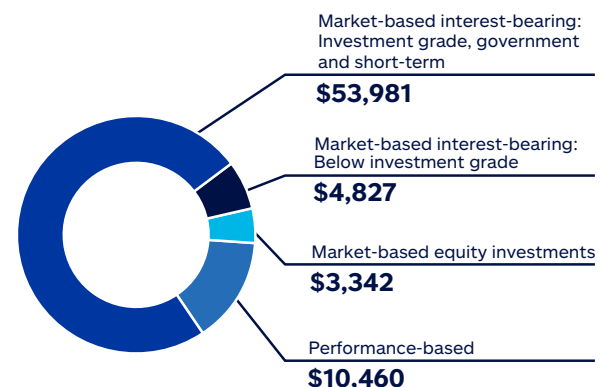 Market-based interest-bearing:
Investment grade, government
and short-term
$53,981
Market-based interest-bearing:
Below investment grade
$4,827
Market-based equity investments
$3,342
Performance-based
$10,460